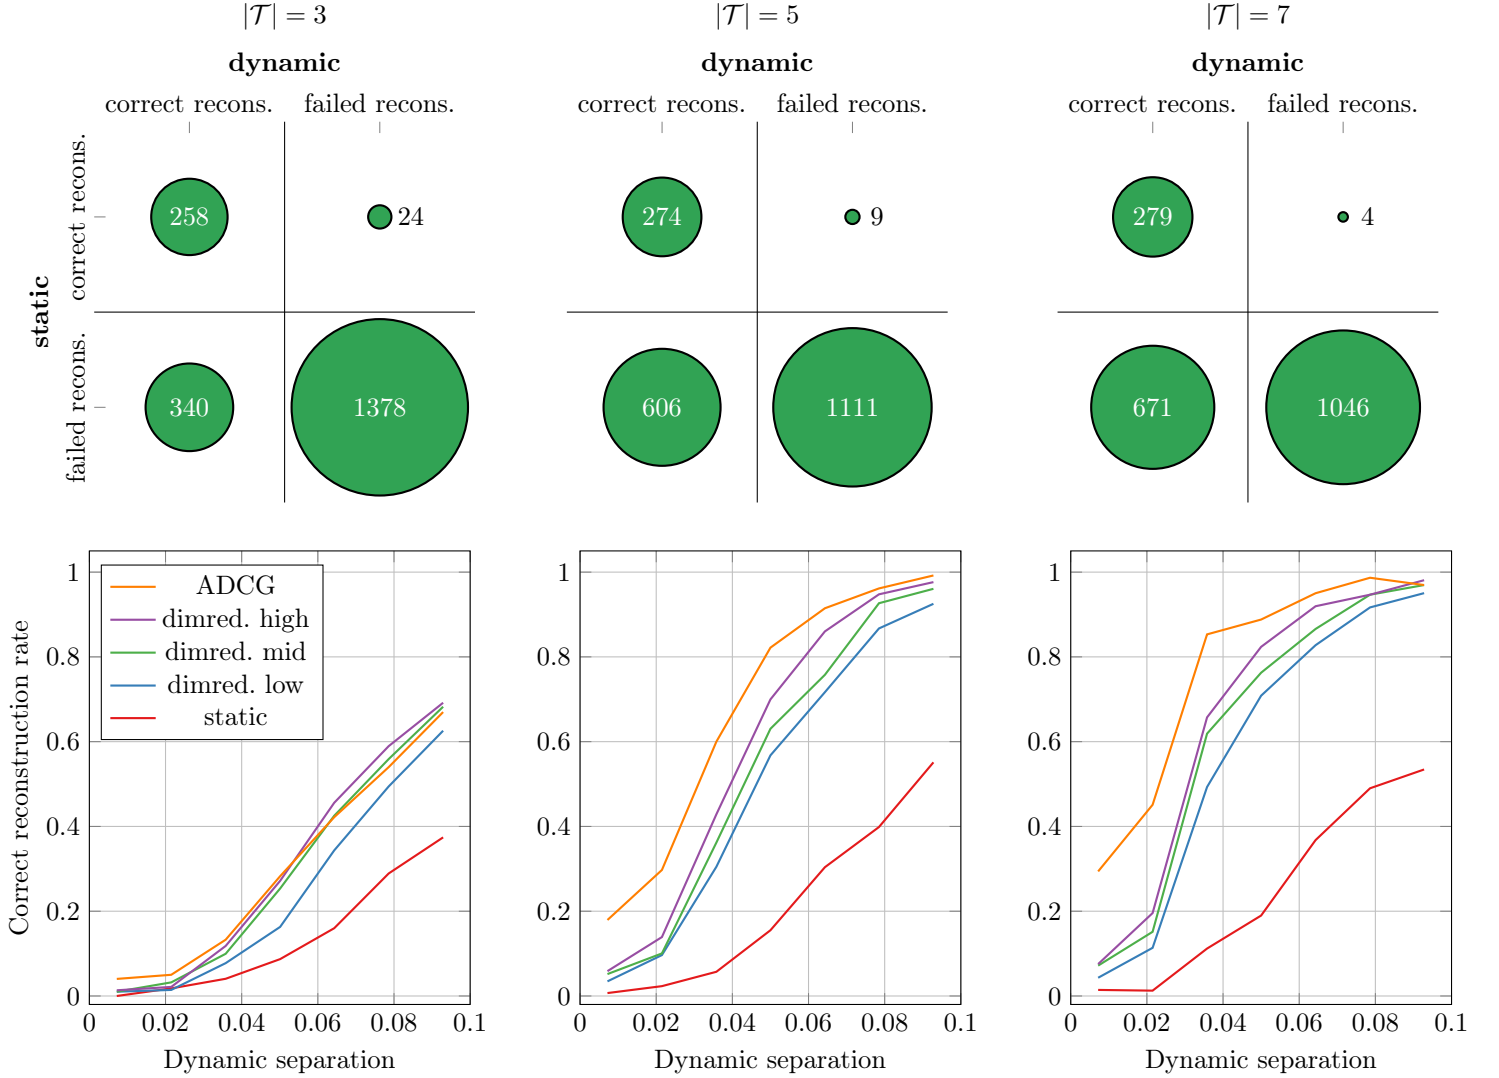 |𝒯| = 3
|𝒯| = 5
|𝒯| = 7
dynamic
dynamic
dynamic
correct recons.
failed recons.
correct recons.
failed recons.
correct recons.
failed recons.
static
correct recons.
failed recons.
258
24
274
9
279
4
340
1378
606
1111
671
1046
Correct reconstruction rate
1
0.8
0.6
0.4
0.2
0
ADCG
dimred. high
dimred. mid
dimred. low
static
0
0.02
0.04
0.06
0.08
0.1
Dynamic separation
1
0.8
0.6
0.4
0.2
0
0
0.02
0.04
0.06
0.08
0.1
Dynamic separation
1
0.8
0.6
0.4
0.2
0
0
0.02
0.04
0.06
0.08
0.1
Dynamic separation